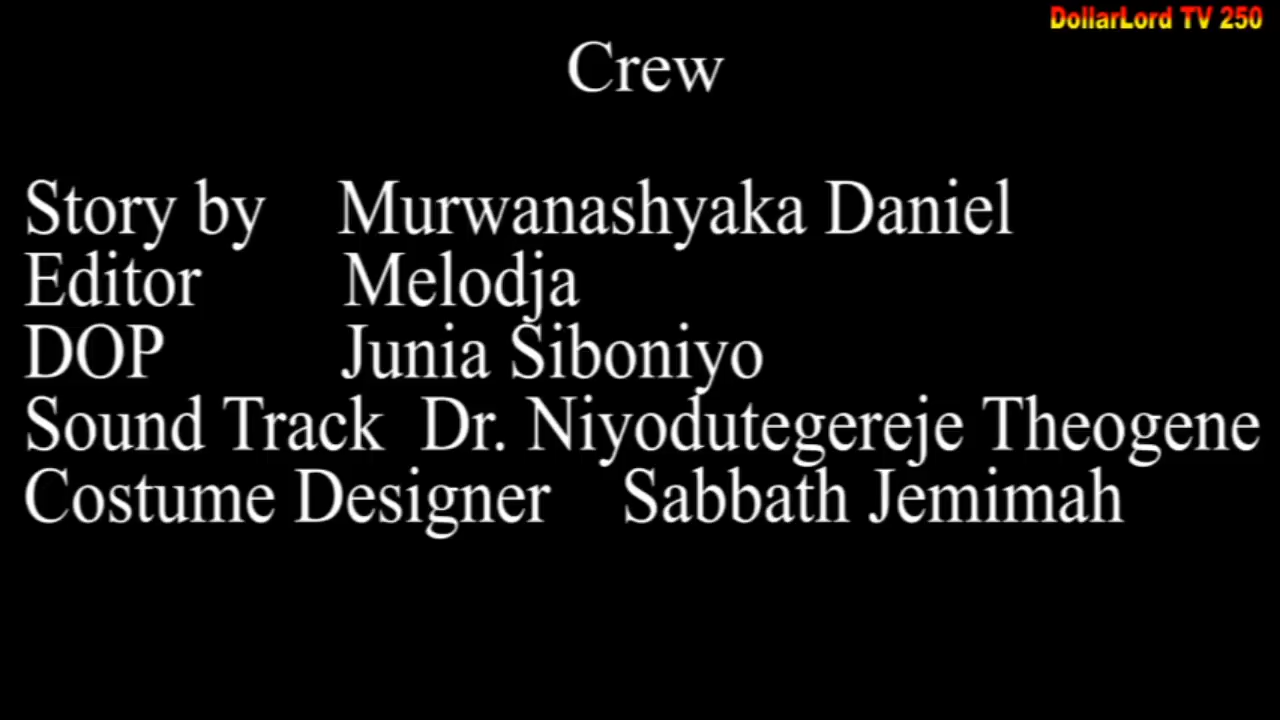 DollarLord TV 250
Crew
Story by Murwanashyaka Daniel
Editor Melodja
DOP Junia Siboniyo
Sound Track Dr. Niyodutegereje Theogene
Costume Designer Sabbath Jemimah